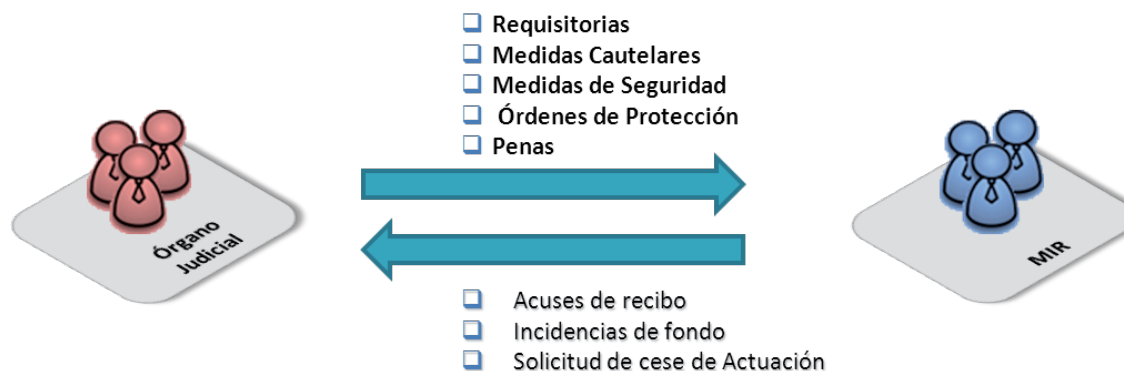 Requisitorias
Medidas Cautelares
Medidas de Seguridad
Órdenes de Protección
Penas
Órgano
Judicial
MIR
Acuses de recibo
Incidencias de fondo
Solicitud de cese de Actuación